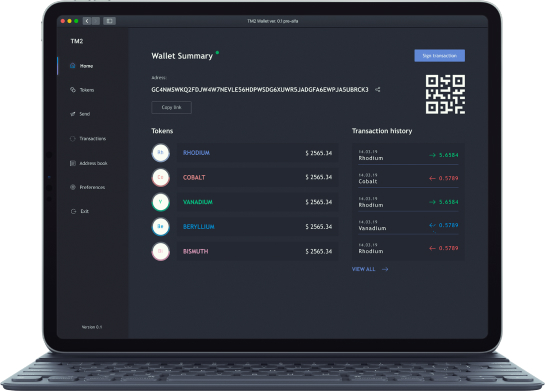 TM2 Wallet ver. 0.1 pre-alfa
TM2
Home
Tokens
Send
Transactions
Address book
Preferences
Exit
Version 0.1
Wallet Summary
Sign transaction
Adress:
GC4NMSWKQ2FDJW4W7NEVLE56HDPWSDG6XUWR5JADGFA6EWPJA5UBRCK3
Copy link
Tokens
Rh RHODIUM $ 2565.34
Co COBALT $ 2565.34
V VANADIUM $ 2565.34
Be BERYLLIUM $ 2565.34
BISMUTH $ 2565.34
Transaction history
14.03.19
Rhodium → 5.6584
14.03.19
Cobalt ← 0.5789
14.03.19
Rhodium → 5.6584
14.03.19
Vanadium ← 0.5789
14.03.19
Rhodium ← 0.5789
VIEW ALL →